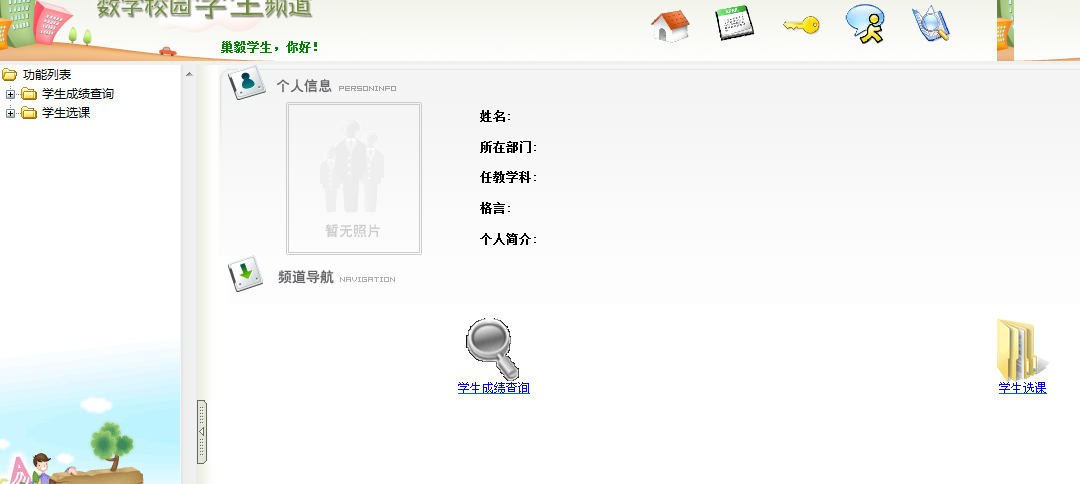 数字校园学生频道
巢毅学生，你好！
功能列表
学生成绩查询
学生选课
个人信息 PERSONINFO
暂无照片
姓名：
所在部门：
任教学科：
格言：
个人简介：
频道导航 NAVIGATION
学生成绩查询
学生选课